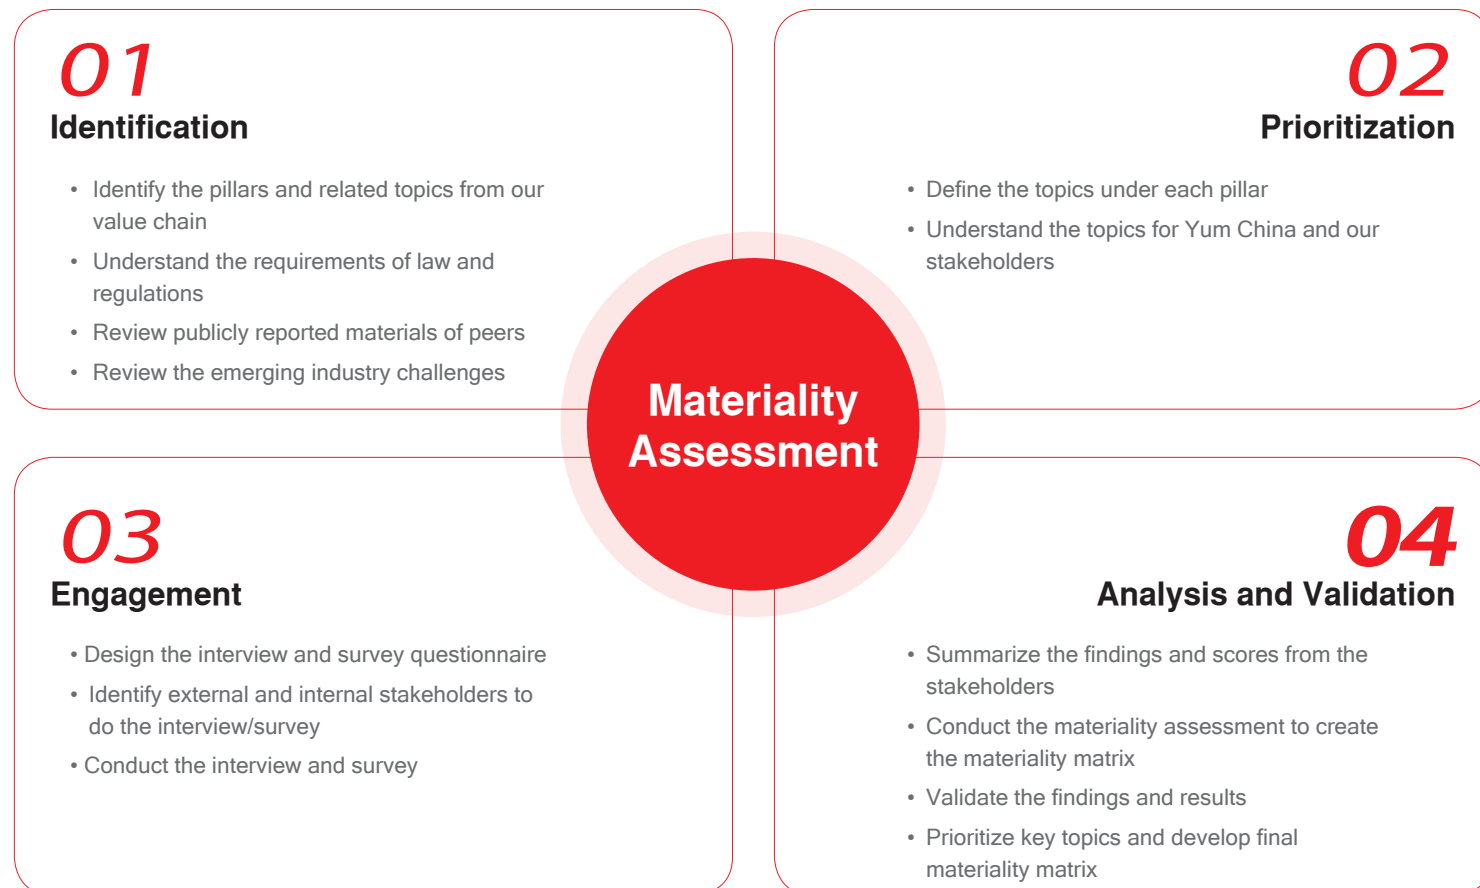 01
Identification
• Identify the pillars and related topics from our
value chain
• Understand the requirements of law and
regulations
• Review publicly reported materials of peers
• Review the emerging industry challenges
02
Prioritization
• Define the topics under each pillar
• Understand the topics for Yum China and our
stakeholders
Materiality
Assessment
03
Engagement
• Design the interview and survey questionnaire
• Identify external and internal stakeholders to
do the interview/survey
• Conduct the interview and survey
04
Analysis and Validation
• Summarize the findings and scores from the
stakeholders
• Conduct the materiality assessment to create
the materiality matrix
• Validate the findings and results
• Prioritize key topics and develop final
materiality matrix